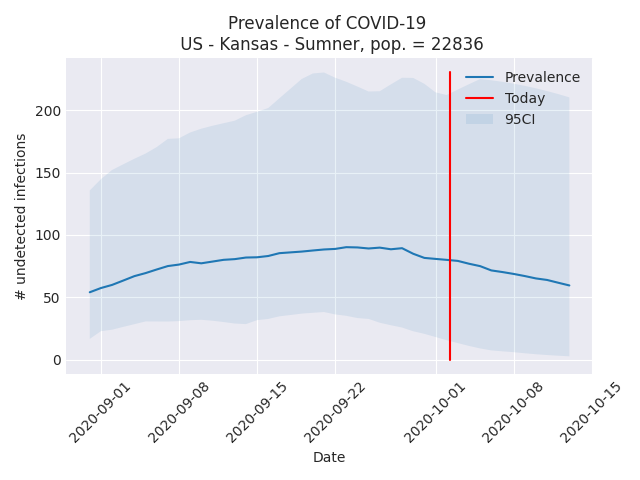 Prevalence of COVID-19
US - Kansas - Sumner, pop. = 22836
Prevalence
Today
95CI
# undetected infections
200
150
100
50
0
2020-09-01
2020-09-08
2020-09-15
2020-09-22
2020-10-01
2020-10-08
2020-10-15
Date